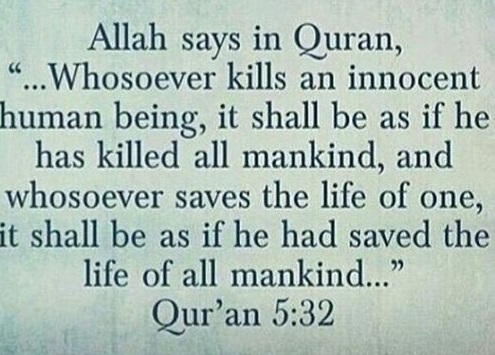 Allah says in Quran,
“...Whosoever kills an innocent
human being, it shall be as if he
has killed all mankind, and
whosoever saves the life of one,
it shall be as if he had saved the
life of all mankind...”
Qur’an 5:32